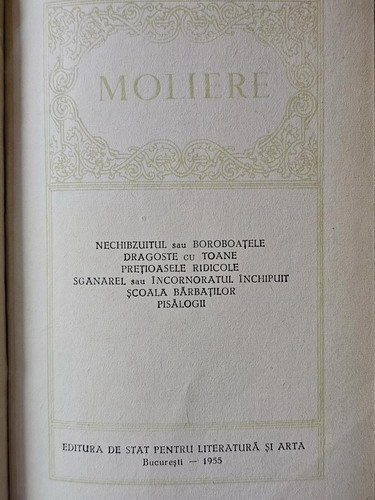 MOLIERE
NECHIBZUITUL sau BOROBOAȚELE
DRAGOSTE cu TOANE
PREȚIOASELE RIDICOLE
SGANAREL sau ÎNCORNORATUL ÎNCHIPUIT
ȘCOALA BĂRBAȚILOR
PISĂLOGII
EDITURA DE STAT PENTRU LITERATURĂ ȘI ARTA
București — 1955